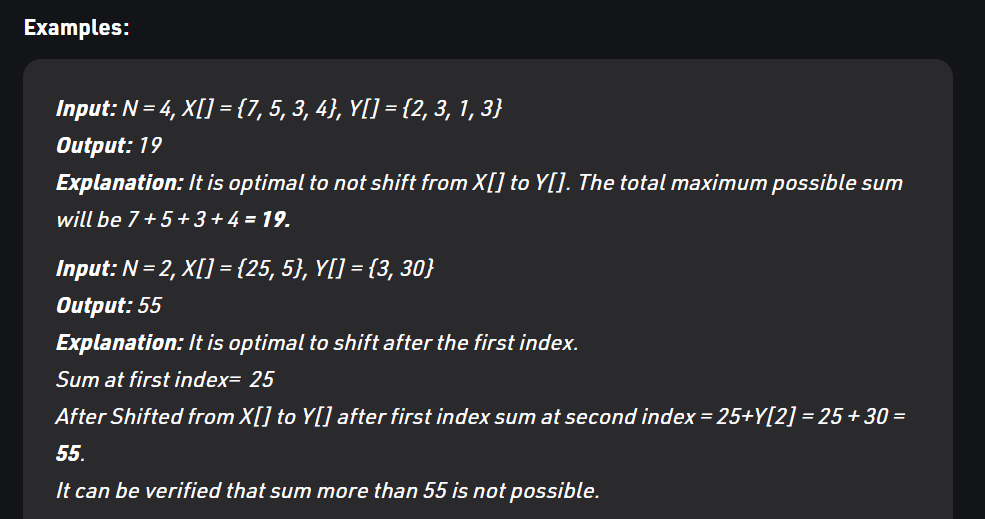 Examples:
Input: N = 4, X[] = {7, 5, 3, 4}, Y[] = {2, 3, 1, 3}
Output: 19
Explanation: It is optimal to not shift from X[] to Y[]. The total maximum possible sum
will be 7 + 5 + 3 + 4 = 19.
Input: N = 2, X[] = {25, 5}, Y[] = {3, 30}
Output: 55
Explanation: It is optimal to shift after the first index.
Sum at first index= 25
After Shifted from X[] to Y[] after first index sum at second index = 25+Y[2] = 25 + 30 =
55.
It can be verified that sum more than 55 is not possible.